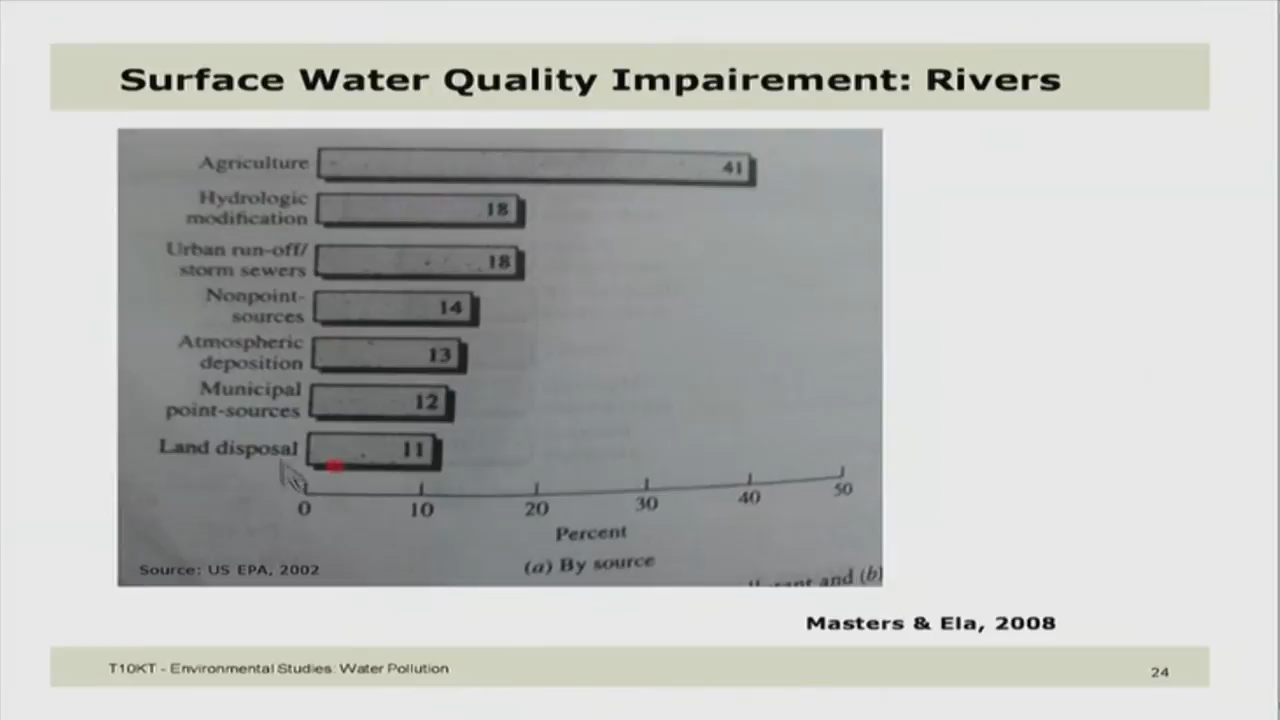 Surface Water Quality Impairement: Rivers
Agriculture
41
Hydrologic
modification
18
Urban run-off/
storm sewers
18
Nonpoint-
sources
14
Atmospheric
deposition
13
Municipal
point-sources
12
Land disposal
11
0 10 20 30 40 50
Percent
(a) By source
and (b)
Source: US EPA, 2002
Masters & Ela, 2008
T10KT - Environmental Studies: Water Pollution
24